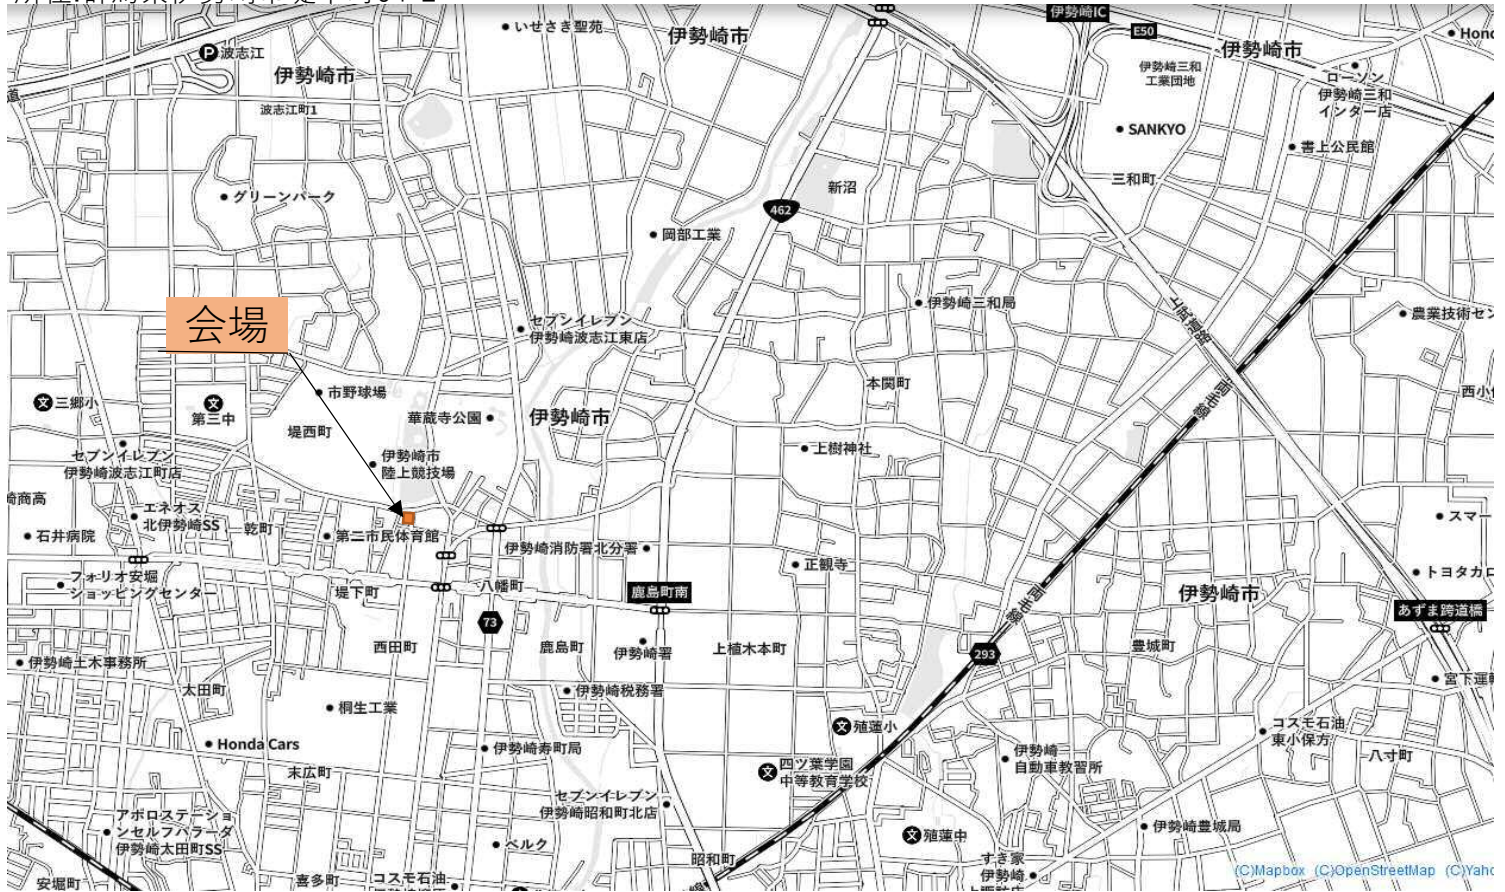 いせさき聖苑
伊勢崎市
伊勢崎IC
E50
伊勢崎市
波志江
伊勢崎市
波志江町1
伊勢崎三和
工業団地
ローソン
伊勢崎三和
インター店
SANKYO
書上公民館
三和町
新沼
グリーンパーク
462
岡部工業
伊勢崎三和局
上武道路
農業技術セン
会場
セブンイレブン
伊勢崎波志江東店
両毛線
本関町
市野球場
三郷小
第三中
華蔵寺公園
伊勢崎市
堤西町
上樹神社
伊勢崎市
陸上競技場
セブンイレブン
伊勢崎波志江町店
崎商高
エネオス
北伊勢崎SS
乾町
石井病院
第二市民体育館
伊勢崎消防署北分署
正観寺
スマー
フォリオ安堀
ショッピングセンター
堤下町
八幡町
鹿島町南
両毛線
伊勢崎市
トヨタカロ
あずま跨道橋
73
西田町
鹿島町
伊勢崎署
上植木本町
293
豊城町
伊勢崎土木事務所
太田町
伊勢崎税務署
宮下運輸
桐生工業
殖蓮小
コスモ石油
東小保方
Honda Cars
伊勢崎寿町局
伊勢崎
自動車教習所
八寸町
末広町
四ツ葉学園
中等教育学校
セブンイレブン
伊勢崎昭和町北店
アポロステーショ
ンセルフパラーダ
伊勢崎太田町SS
殖蓮中
伊勢崎豊城局
ベルク
昭和町
すき家
伊勢崎
安堀町
喜多町
コスモ石油
(C)Mapbox (C)OpenStreetMap (C)Yaho